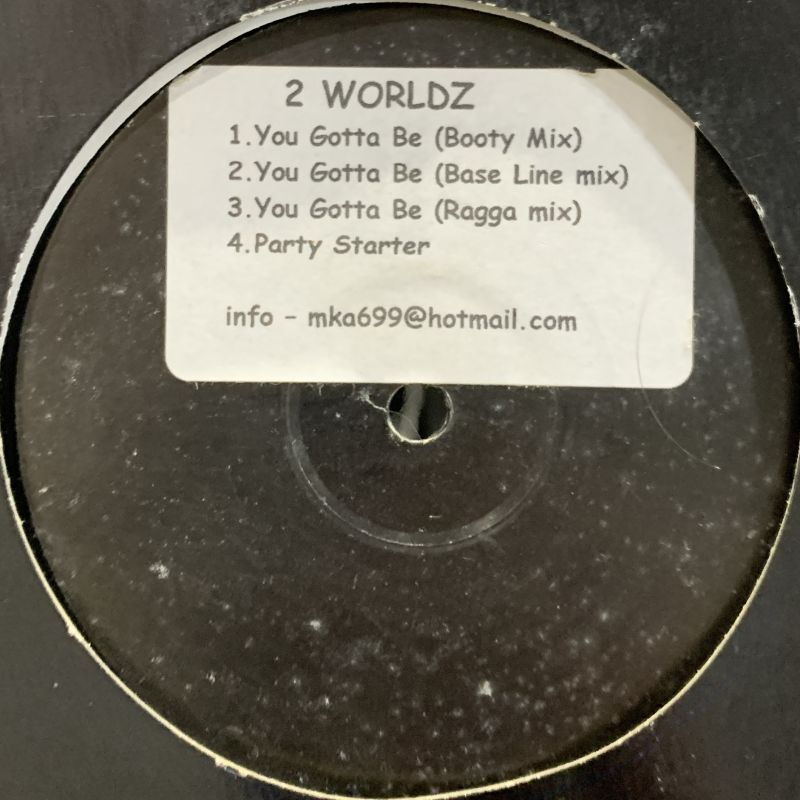 2 WORLDZ
1.You Gotta Be (Booty Mix)
2.You Gotta Be (Base Line mix)
3.You Gotta Be (Ragga mix)
4.Party Starter
info - mka699@hotmail.com